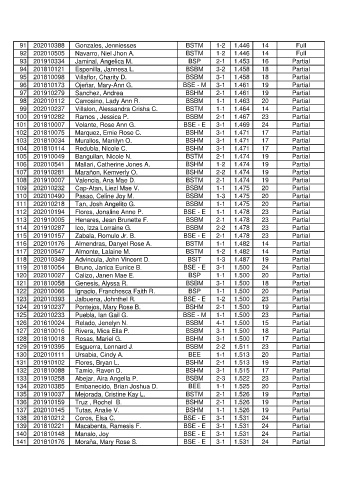 91 202010388 Gonzales, Jenniesses BSTM 1-2 1.446 14 Full
92 202010505 Navarro, Niel Jhon A. BSTM 1-2 1.446 14 Full
93 201910334 Jaminal, Angelica M. BSP 2-1 1.453 16 Partial
94 201810121 Espenilla, Jannesa L. BSBM 3-2 1.458 18 Partial
95 201810098 Villaflor, Charity D. BSBM 3-1 1.458 18 Partial
96 201810173 Ojeñar, Mary-Ann G. BSE - M 3-1 1.461 19 Partial
97 201910279 Sanchez, Andrea BSHM 2-1 1.461 19 Partial
98 202010112 Canosino, Lady Ann R. BSBM 1-1 1.463 20 Partial
99 202010237 Villalon, Alessandra Crisha C. BSTM 1-1 1.464 14 Partial
100 201910282 Ramos , Jessica P. BSBM 2-1 1.467 23 Partial
101 201810007 Volante, Rose Ann G. BSE - E 3-1 1.469 24 Partial
102 201810075 Marquez, Ernie Rose C. BSHM 3-1 1.471 17 Partial
103 201810034 Murallos, Marilyn O. BSHM 3-1 1.471 17 Partial
104 201810114 Redubla, Nicole C. BSHM 3-1 1.471 17 Partial
105 201910049 Banguilan, Nicole N. BSTM 2-1 1.474 19 Partial
106 202010541 Mallari, Catherine Jones A. BSHM 1-2 1.474 19 Partial
107 201910281 Marañon, Kemverly O. BSHM 2-2 1.474 19 Partial
108 201910007 Valencia, Ana Mae D. BSTM 2-1 1.474 19 Partial
109 202010232 Cap-Atan, Liezl Mae V. BSBM 1-1 1.475 20 Partial
110 202010490 Pasao, Celine Joy M. BSBM 1-3 1.475 20 Partial
111 202010218 Tan, Josh Angelito G. BSBM 1-1 1.475 20 Partial
112 202010194 Flores, Jonaline Anne P. BSE - E 1-1 1.478 23 Partial
113 201910005 Henares, Jean Brunette F. BSBM 2-1 1.478 23 Partial
114 201910287 Ico, Izza Lorraine G. BSBM 2-2 1.478 23 Partial
115 201910157 Zabala, Romulo Jr. B. BSE - E 2-1 1.478 23 Partial
116 202010176 Almendras, Danyel Rose A. BSTM 1-1 1.482 14 Partial
117 202010547 Almonte, Lalaine M. BSTM 1-2 1.482 14 Partial
118 202010349 Advincula, John Vincent D. BSIT 1-3 1.487 19 Partial
119 201810054 Bruno, Janica Eunice B. BSE - E 3-1 1.500 24 Partial
120 202010027 Calizo, Janen Mae E. BSP 1-1 1.500 20 Partial
121 201810058 Genesis, Alyssa R. BSBM 3-1 1.500 18 Partial
122 202010066 Ignacio, Franchesca Faith R. BSP 1-1 1.500 20 Partial
123 202010393 Jalbuena, Johnrhel R. BSE - E 1-2 1.500 23 Partial
124 201910237 Pontejos, Mary Rose B. BSHM 2-1 1.500 19 Partial
125 202010233 Puebla, Ian Gail G. BSE - M 1-1 1.500 23 Partial
126 201610024 Relado, Jonelyn N. BSBM 4-1 1.500 15 Partial
127 201810016 Rivera, Mica Ella P. BSBM 3-1 1.500 18 Partial
128 201810018 Rosas, Mariel G. BSHM 3-1 1.500 17 Partial
129 201910395 Esguerra, Lennard J. BSBM 2-2 1.511 23 Partial
130 202010111 Ursabia, Cindy A. BEE 1-1 1.513 20 Partial
131 201910102 Flores, Bryan L. BSHM 2-1 1.513 19 Partial
132 201810088 Tamio, Raven D. BSHM 3-1 1.515 17 Partial
133 201910258 Abejar, Aira Angella P. BSBM 2-3 1.522 23 Partial
134 202010385 Embanecido, Brian Joshua D. BEE 1-1 1.525 20 Partial
135 201910037 Mejorada, Cristine Kay L. BSTM 2-1 1.526 19 Partial
136 201910159 Truz , Rochel B. BSHM 2-1 1.526 19 Partial
137 202010145 Tutas, Analie V. BSHM 1-1 1.526 19 Partial
138 201810212 Coros, Elsa C. BSE - E 3-1 1.531 24 Partial
139 201810221 Macabenta, Ramesis F. BSE - E 3-1 1.531 24 Partial
140 201810148 Manalo, Joy BSE - E 3-1 1.531 24 Partial
141 201810176 Moraña, Mary Rose S. BSE - E 3-1 1.531 24 Partial